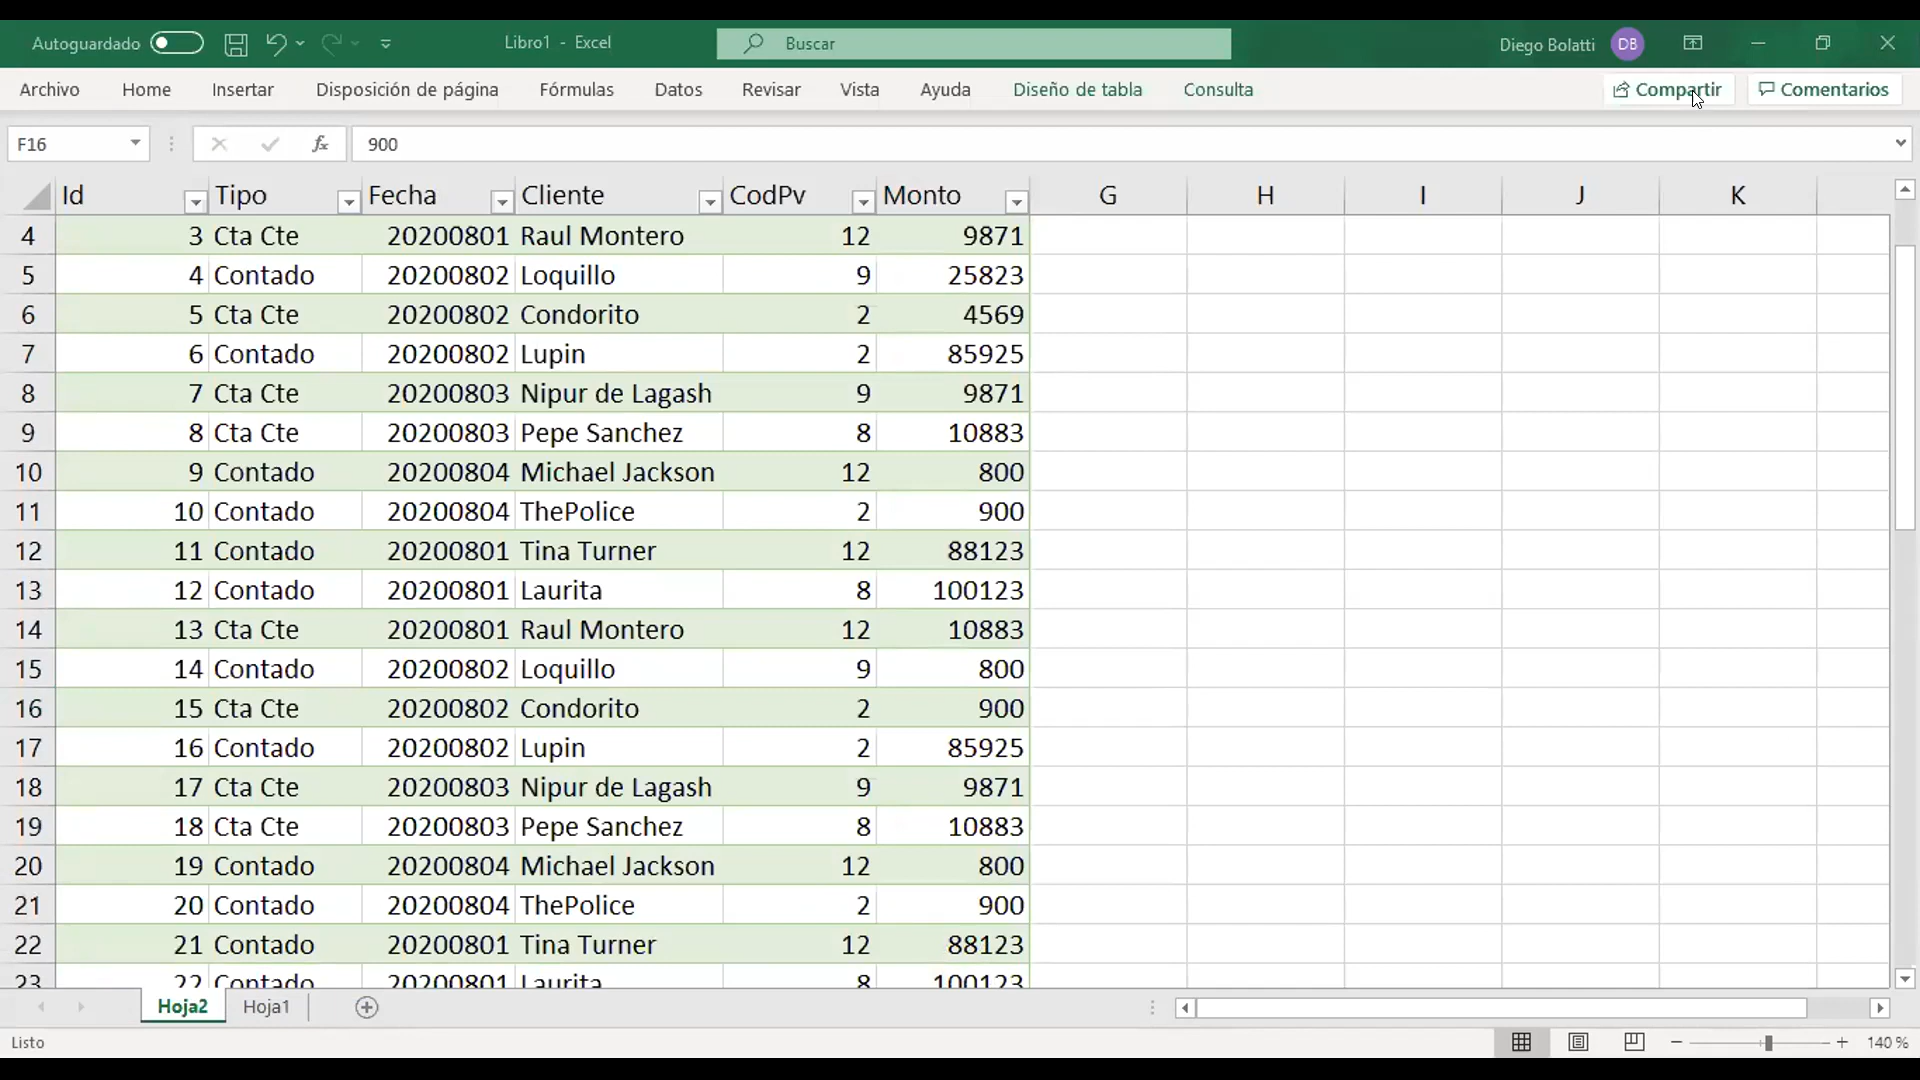 Autoguardado Libro1 - Excel Buscar Diego Bolatti DB
Archivo Home Insertar Disposición de página Fórmulas Datos Revisar Vista Ayuda Diseño de tabla Consulta Compartir Comentarios
F16 fx 900
Id Tipo Fecha Cliente CodPv Monto G H I J K
4 3 Cta Cte 20200801 Raul Montero 12 9871
5 4 Contado 20200802 Loquillo 9 25823
6 5 Cta Cte 20200802 Condorito 2 4569
7 6 Contado 20200802 Lupin 2 85925
8 7 Cta Cte 20200803 Nipur de Lagash 9 9871
9 8 Cta Cte 20200803 Pepe Sanchez 8 10883
10 9 Contado 20200804 Michael Jackson 12 800
11 10 Contado 20200804 ThePolice 2 900
12 11 Contado 20200801 Tina Turner 12 88123
13 12 Contado 20200801 Laurita 8 100123
14 13 Cta Cte 20200801 Raul Montero 12 10883
15 14 Contado 20200802 Loquillo 9 800
16 15 Cta Cte 20200802 Condorito 2 900
17 16 Contado 20200802 Lupin 2 85925
18 17 Cta Cte 20200803 Nipur de Lagash 9 9871
19 18 Cta Cte 20200803 Pepe Sanchez 8 10883
20 19 Contado 20200804 Michael Jackson 12 800
21 20 Contado 20200804 ThePolice 2 900
22 21 Contado 20200801 Tina Turner 12 88123
23 22 Contado 20200801 Laurita 8 100123
Hoja2 Hoja1
Listo 140 %